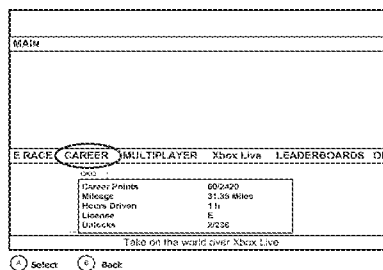 MAIN
E RACE CAREER MULTIPLAYER Xbox Live LEADERBOARDS
Career Points 60/2420
Mileage 31.35 Miles
Hours Driven 1 h
License E
Unlocks X/236
Take on the world over Xbox Live
A Select B Back